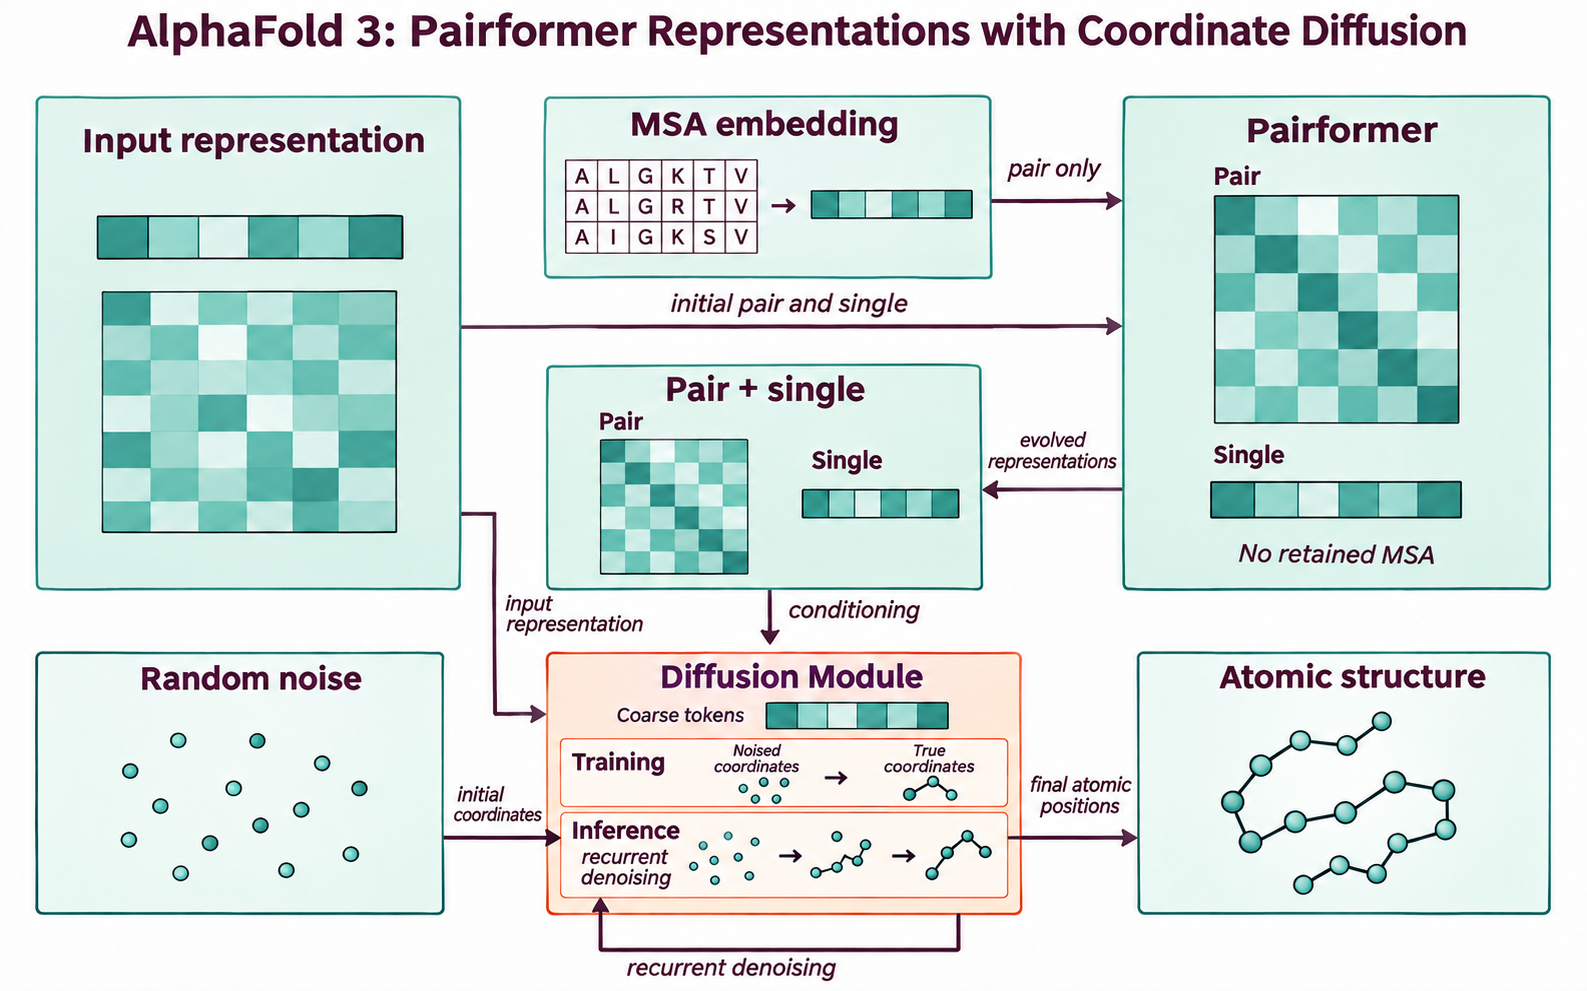 AlphaFold 3: Pairformer Representations with Coordinate Diffusion
Input representation
MSA embedding
A L G K T V
A L G R T V
A I G K S V
pair only
initial pair and single
Pairformer
Pair
Single
No retained MSA
Pair + single
Pair
Single
evolved
representations
input
representation
conditioning
Random noise
initial
coordinates
Diffusion Module
Coarse tokens
Training
Noised
coordinates
True
coordinates
Inference
recurrent
denoising
recurrent denoising
final atomic
positions
Atomic structure